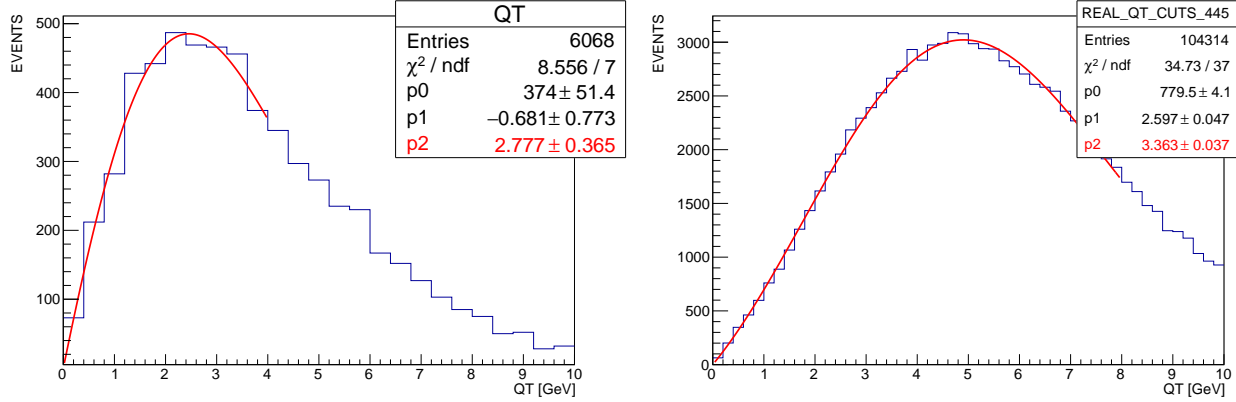 EVENTS
500
400
300
200
100
0 1 2 3 4 5 6 7 8 9 10
QT [GeV]
QT
Entries 6068
χ² / ndf 8.556 / 7
p0 374 ± 51.4
p1 −0.681 ± 0.773
p2 2.777 ± 0.365
EVENTS
3000
2500
2000
1500
1000
500
0
0 1 2 3 4 5 6 7 8 9 10
QT [GeV]
REAL_QT_CUTS_445
Entries 104314
χ² / ndf 34.73 / 37
p0 779.5 ± 4.1
p1 2.597 ± 0.047
p2 3.363 ± 0.037